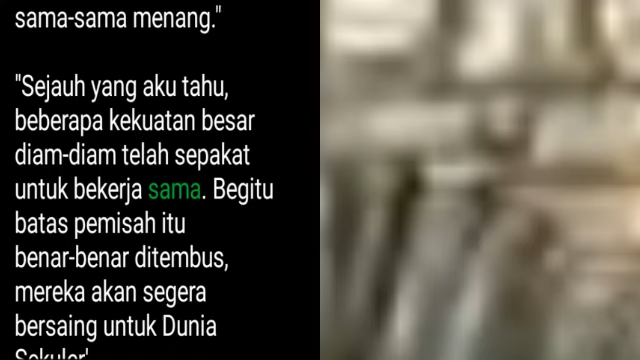 sama-sama menang."
"Sejauh yang aku tahu,
beberapa kekuatan besar
diam-diam telah sepakat
untuk bekerja sama. Begitu
batas pemisah itu
benar-benar ditembus,
mereka akan segera
bersaing untuk Dunia
Sekuler'